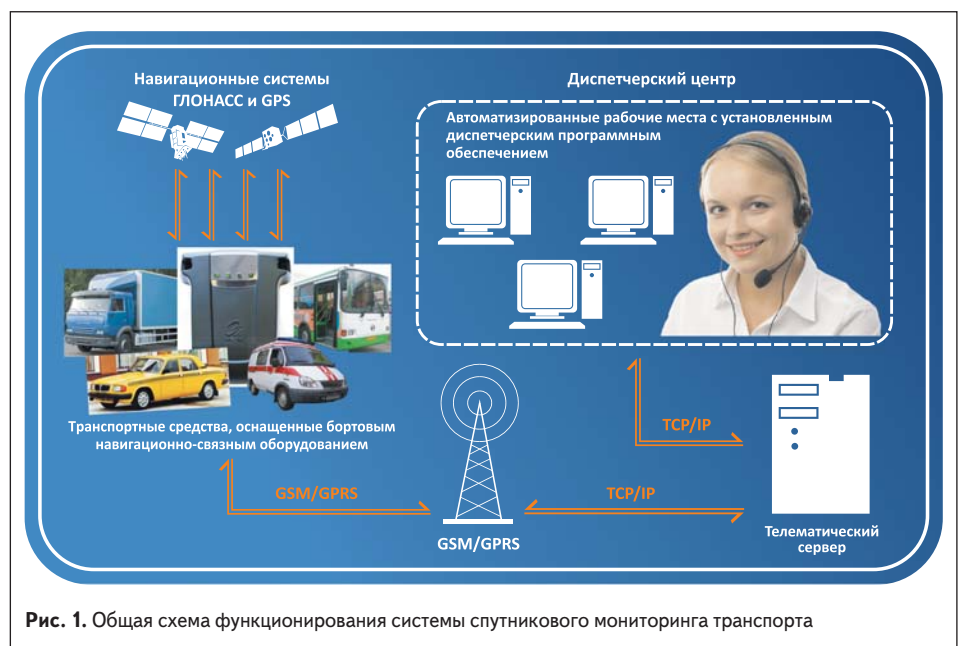 Навигационные системы
ГЛОНАСС и GPS
Диспетчерский центр
Автоматизированные рабочие места с установленным
диспетчерским программным
обеспечением
Транспортные средства, оснащенные бортовым
навигационно-связным оборудованием
GSM/GPRS
GSM/GPRS
TCP/IP
TCP/IP
Телематический
сервер
Рис. 1. Общая схема функционирования системы спутникового мониторинга транспорта